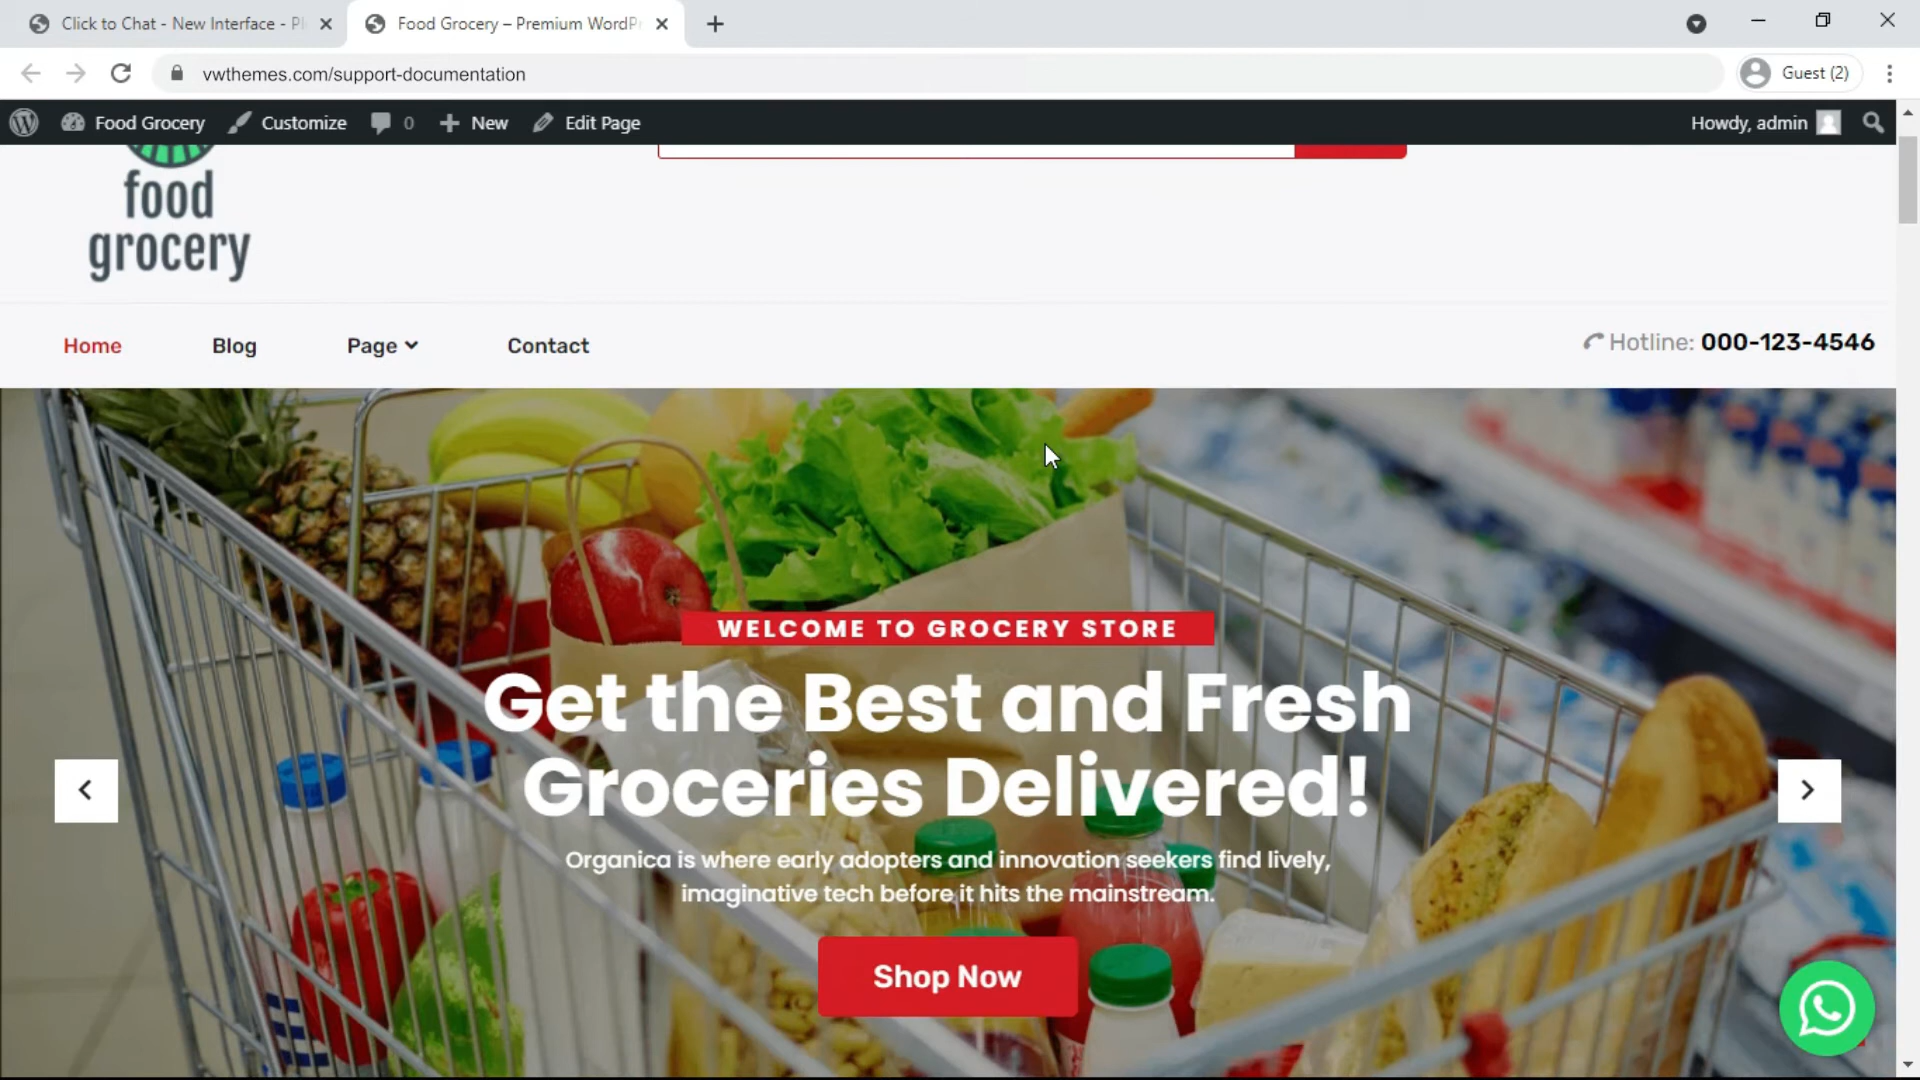 Click to Chat - New Interface - Pl
Food Grocery – Premium WordPr
vwthemes.com/support-documentation
Guest (2)
Food Grocery
Customize
0
New
Edit Page
Howdy, admin
food
grocery
Home
Blog
Page
Contact
Hotline: 000-123-4546
WELCOME TO GROCERY STORE
Get the Best and Fresh
Groceries Delivered!
Organica is where early adopters and innovation seekers find lively,
imaginative tech before it hits the mainstream.
Shop Now